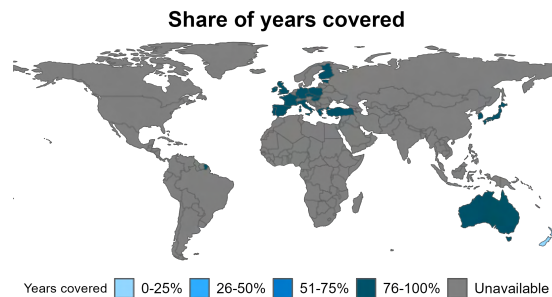 Share of years covered
Years covered 0-25% 26-50% 51-75% 76-100% Unavailable